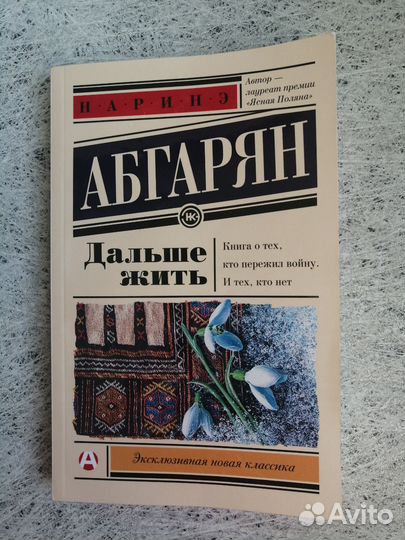 НАРИНЭ
Автор —
лауреат премии
«Ясная Поляна»
АБГАРЯН
НК
Дальше
жить
Книга о тех,
кто пережил войну.
И тех, кто нет
А
Эксклюзивная новая классика
Avito